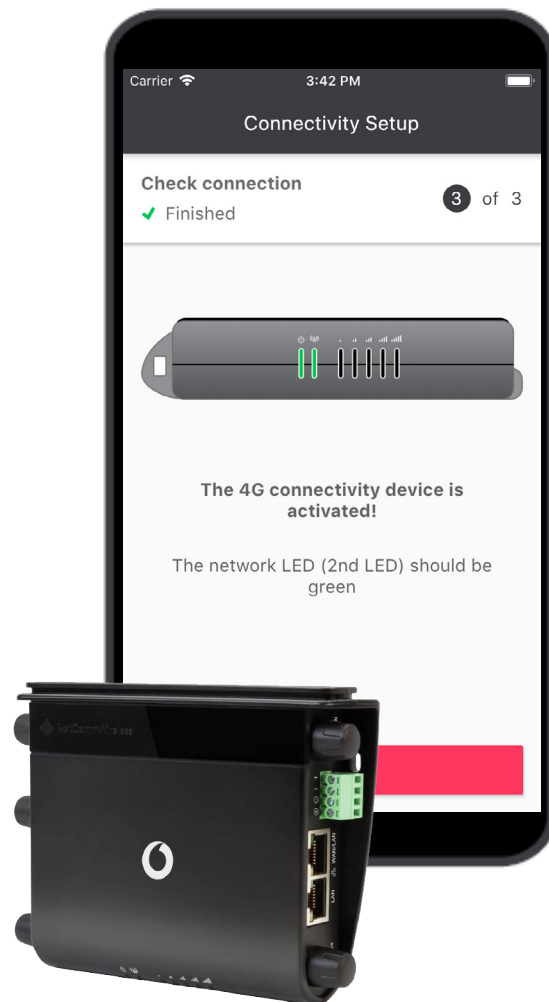 Carrier
3:42 PM
Connectivity Setup
Check connection
Finished
3 of 3
The 4G connectivity device is
activated!
The network LED (2nd LED) should be
green
NetCommWireless
WAN/LAN
LAN